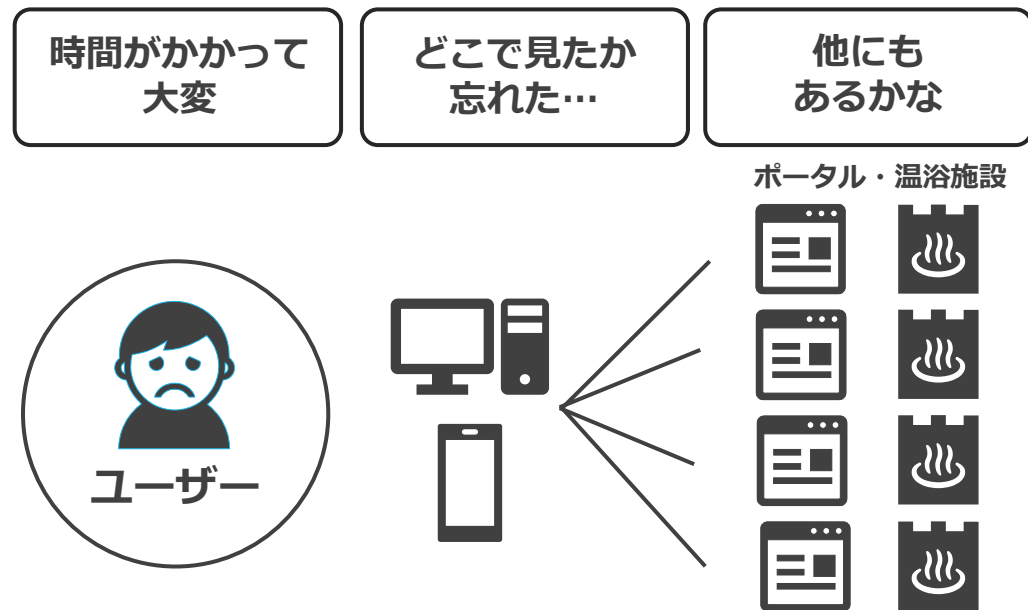 時間がかかって
大変
どこで見たか
忘れた…
他にも
あるかな
ポータル・温浴施設
ユーザー